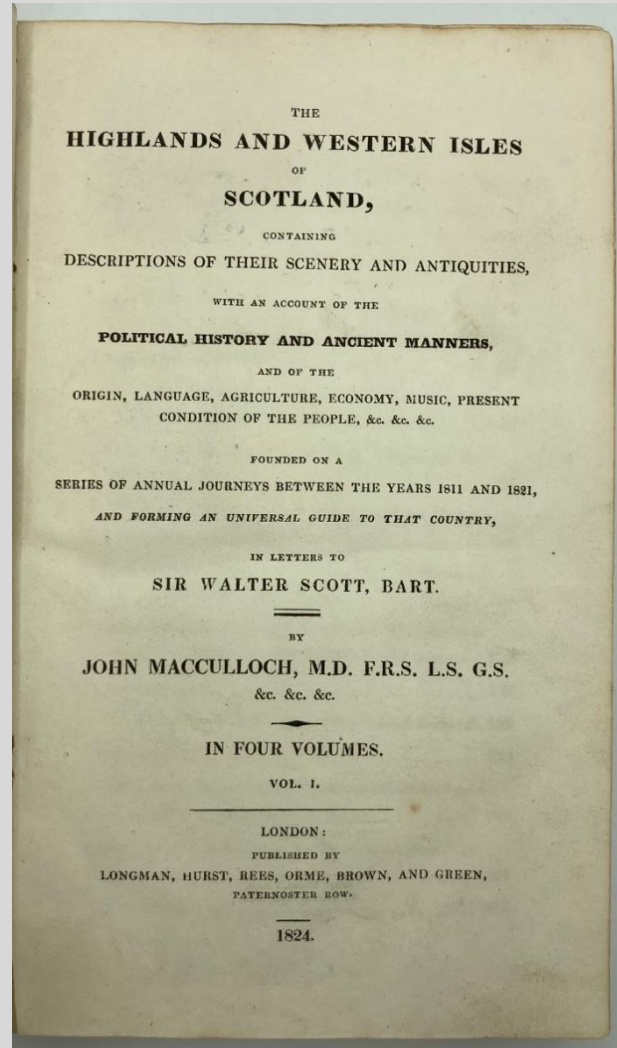 THE
HIGHLANDS AND WESTERN ISLES
OF
SCOTLAND,
CONTAINING
DESCRIPTIONS OF THEIR SCENERY AND ANTIQUITIES,
WITH AN ACCOUNT OF THE
POLITICAL HISTORY AND ANCIENT MANNERS,
AND OF THE
ORIGIN, LANGUAGE, AGRICULTURE, ECONOMY, MUSIC, PRESENT
CONDITION OF THE PEOPLE, &c. &c. &c.
FOUNDED ON A
SERIES OF ANNUAL JOURNEYS BETWEEN THE YEARS 1811 AND 1821,
AND FORMING AN UNIVERSAL GUIDE TO THAT COUNTRY,
IN LETTERS TO
SIR WALTER SCOTT, BART.
BY
JOHN MACCULLOCH, M.D. F.R.S. L.S. G.S.
&c. &c. &c.
IN FOUR VOLUMES.
VOL. I.
LONDON:
PUBLISHED BY
LONGMAN, HURST, REES, ORME, BROWN, AND GREEN,
PATERNOSTER ROW.
1824.